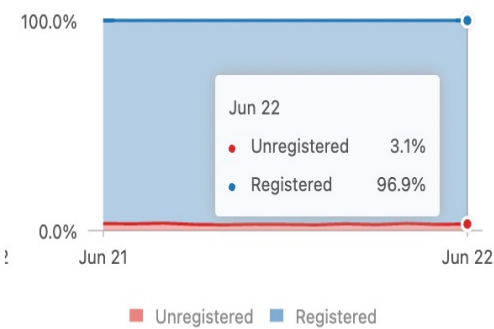 100.0%
Jun 22
Unregistered 3.1%
Registered 96.9%
0.0%
Jun 21 Jun 22
Unregistered Registered